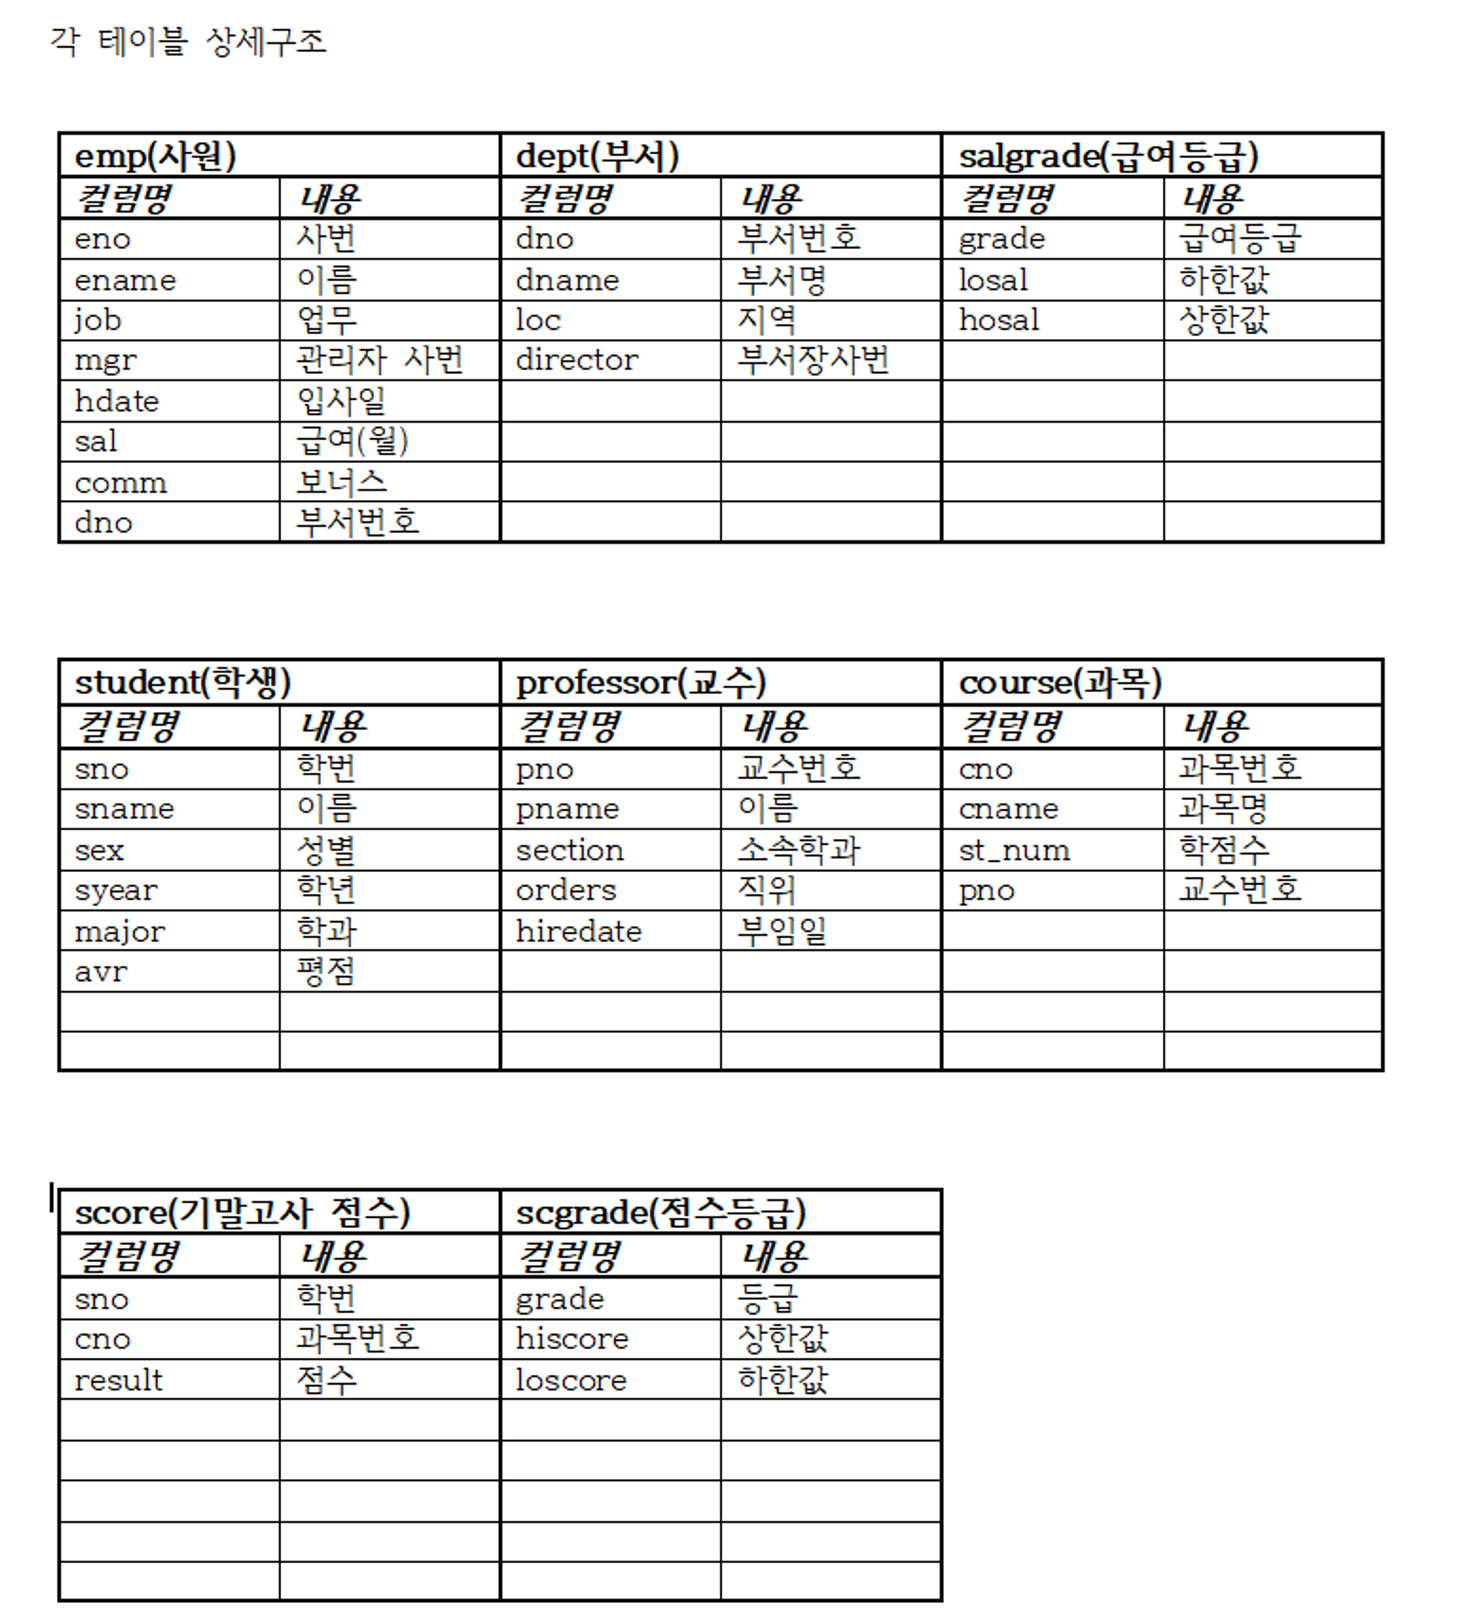 각 테이블 상세구조
emp(사원) dept(부서) salgrade(급여등급)
컬럼명 내용 컬럼명 내용 컬럼명 내용
eno 사번 dno 부서번호 grade 급여등급
ename 이름 dname 부서명 losal 하한값
job 업무 loc 지역 hosal 상한값
mgr 관리자 사번 director 부서장사번
hdate 입사일
sal 급여(월)
comm 보너스
dno 부서번호
student(학생) professor(교수) course(과목)
컬럼명 내용 컬럼명 내용 컬럼명 내용
sno 학번 pno 교수번호 cno 과목번호
sname 이름 pname 이름 cname 과목명
sex 성별 section 소속학과 st_num 학점수
syear 학년 orders 직위 pno 교수번호
major 학과 hiredate 부임일
avr 평점
score(기말고사 점수) scgrade(점수등급)
컬럼명 내용 컬럼명 내용
sno 학번 grade 등급
cno 과목번호 hiscore 상한값
result 점수 loscore 하한값